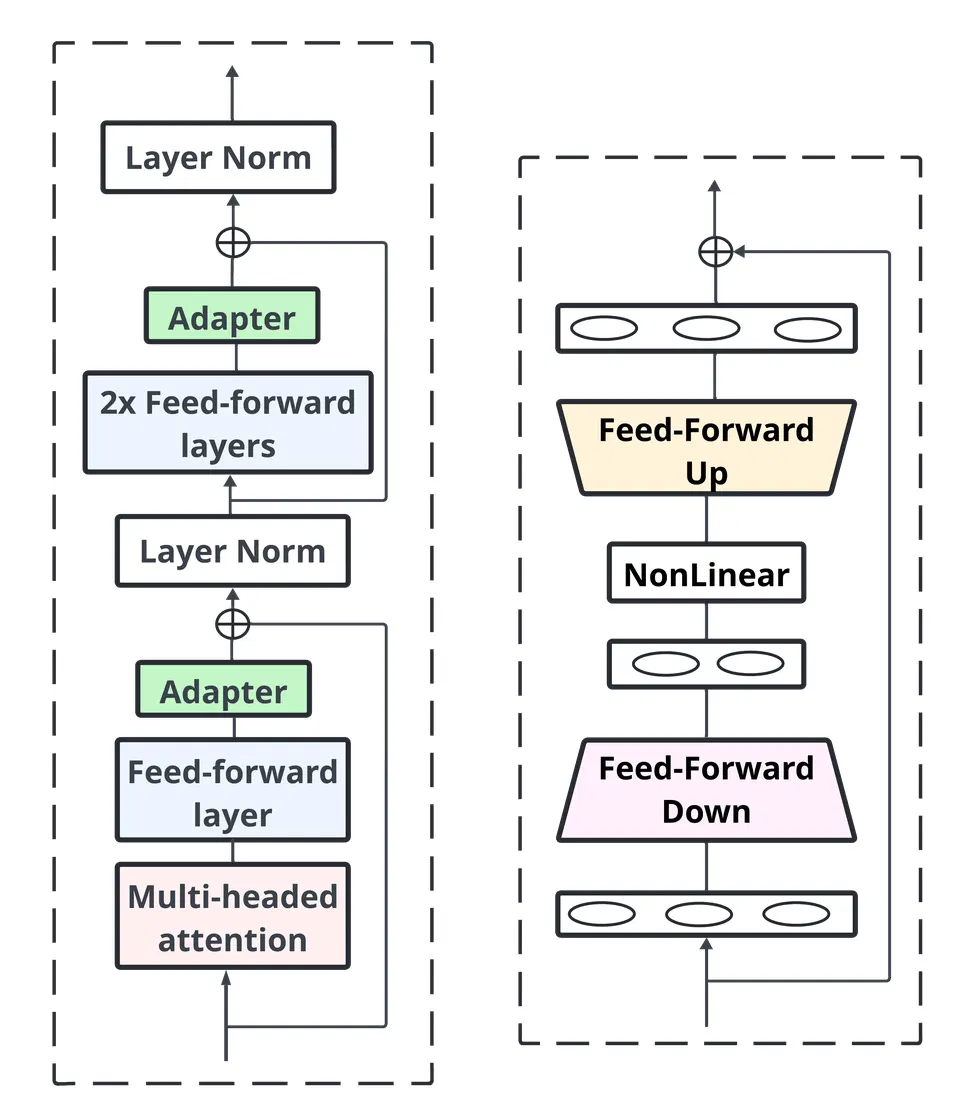 Layer Norm
Adapter
2x Feed-forward
layers
Layer Norm
Adapter
Feed-forward
layer
Multi-headed
attention
Feed-Forward
Up
NonLinear
Feed-Forward
Down